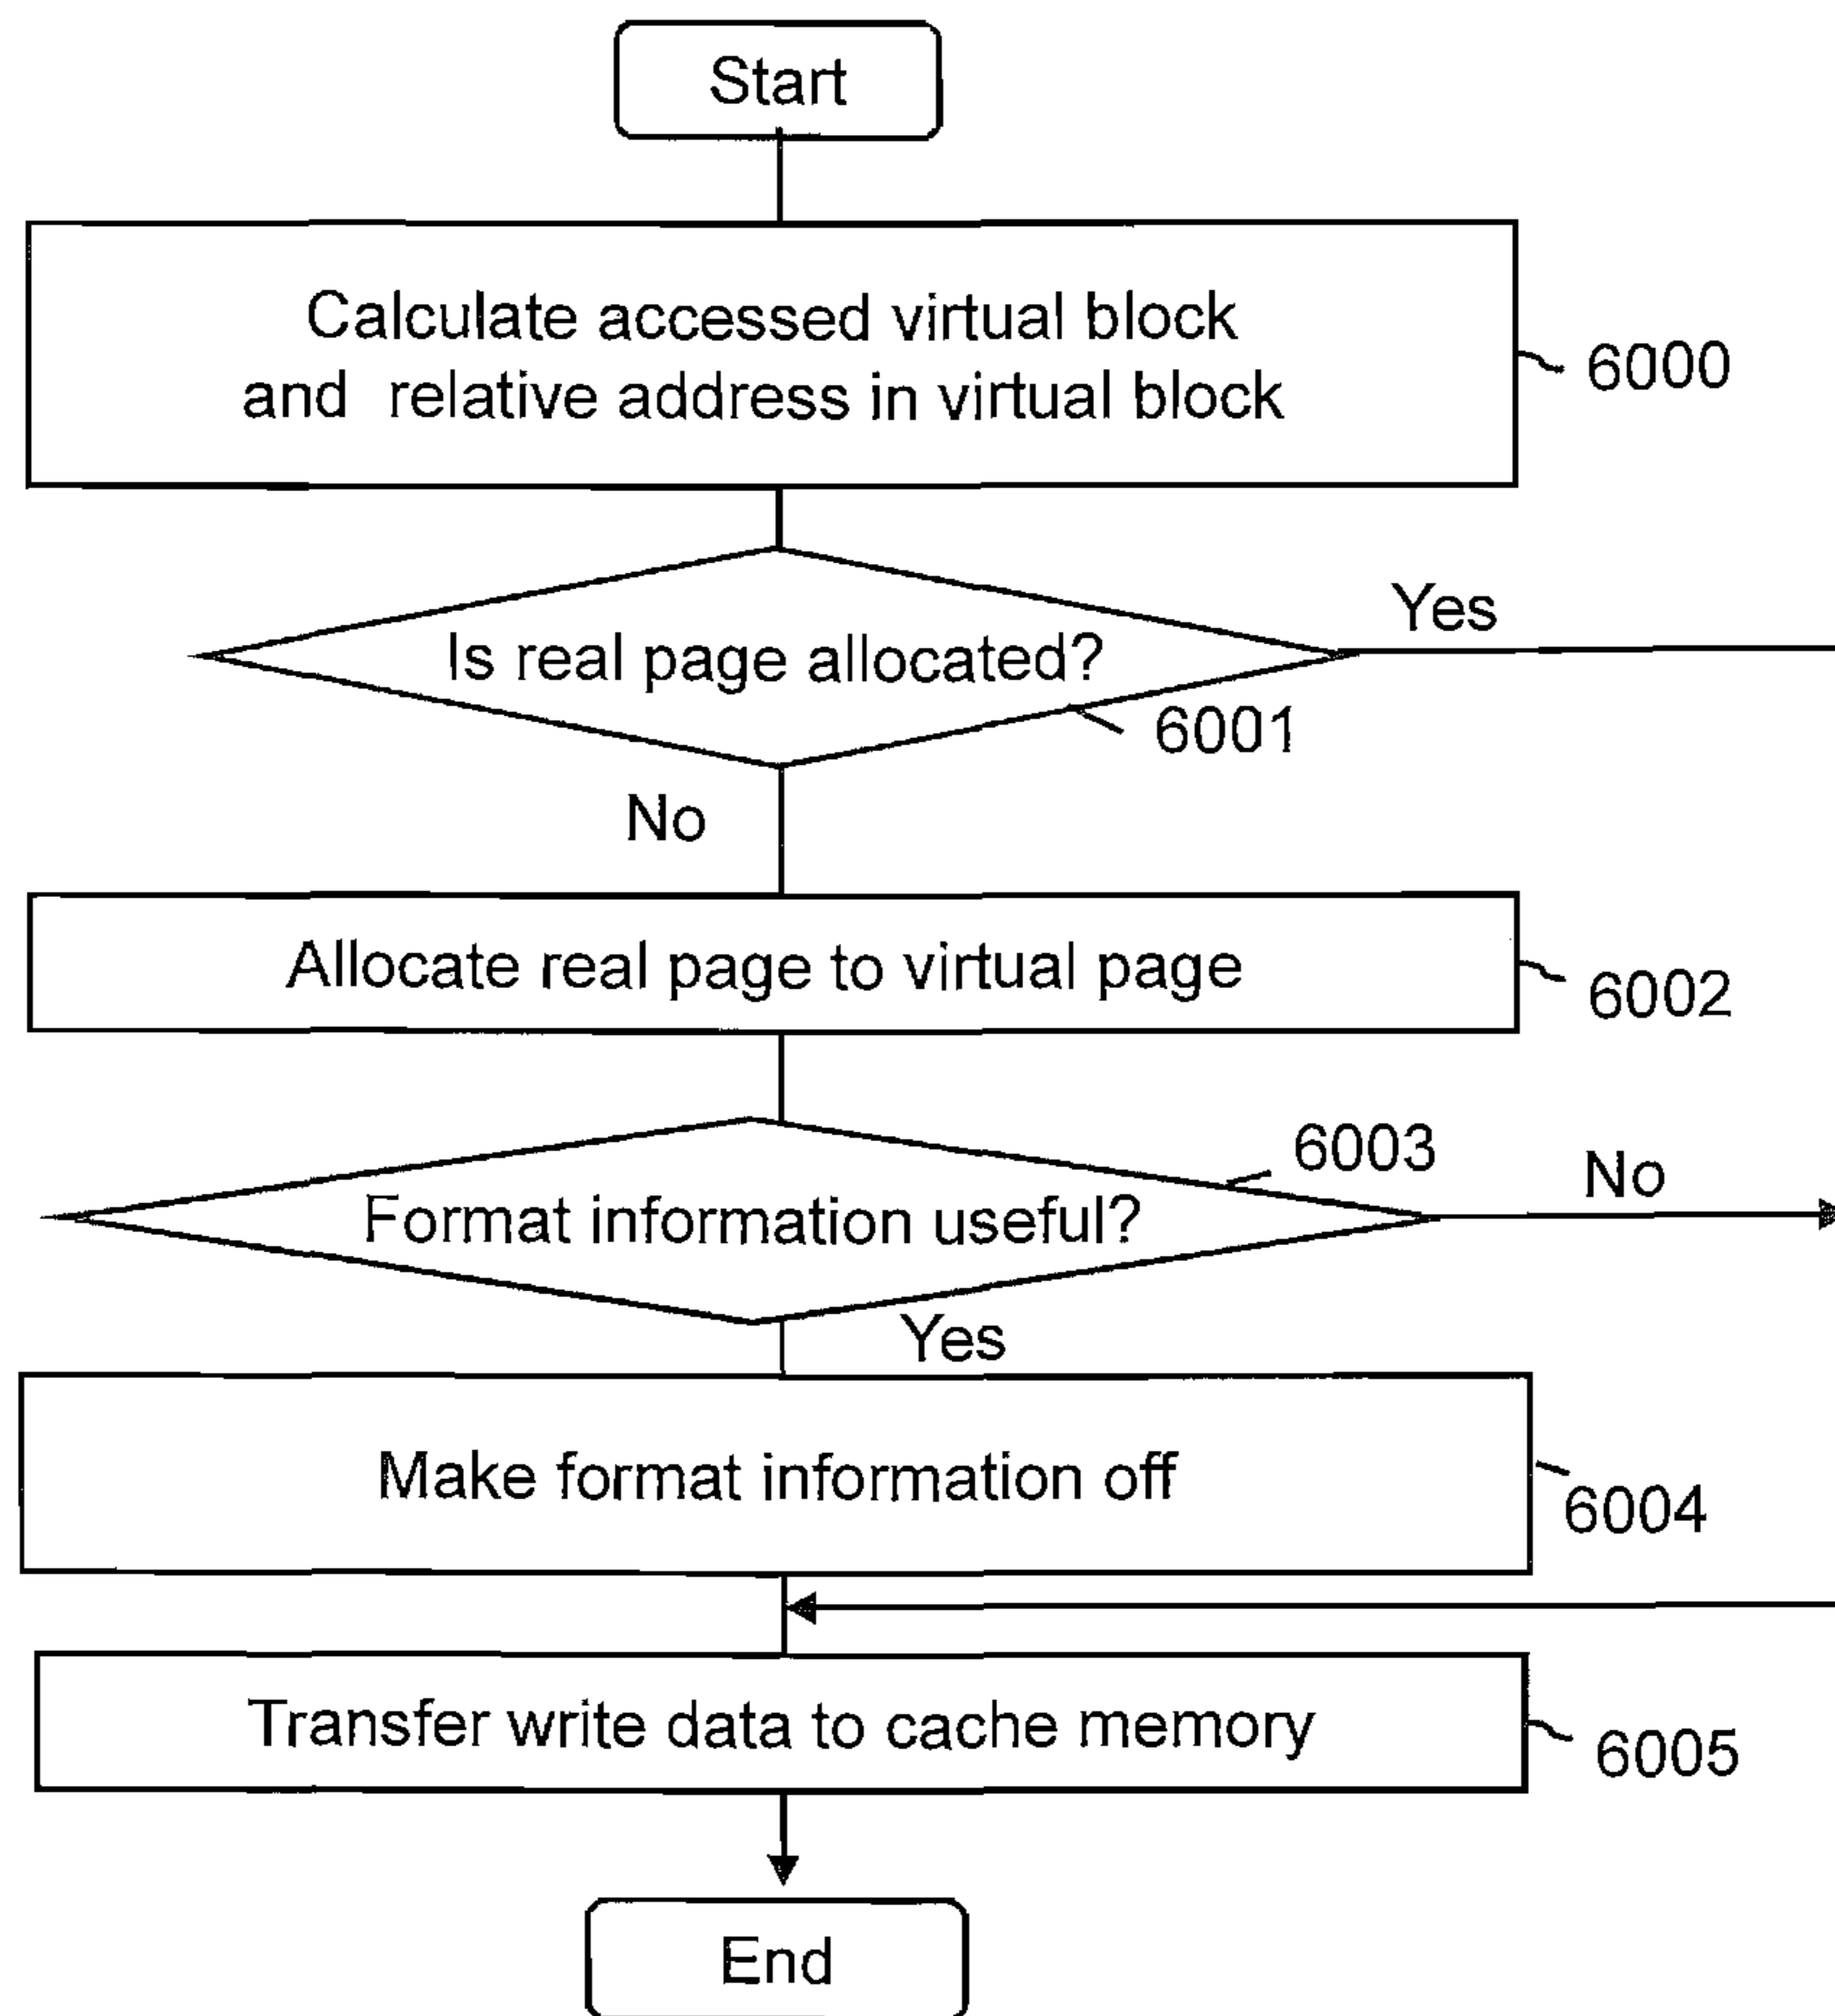 Start
Calculate accessed virtual block
and relative address in virtual block
6000
Yes
Is real page allocated?
6001
No
Allocate real page to virtual page
6002
6003
No
Format information useful?
Yes
Make format information off
6004
Transfer write data to cache memory
6005
End